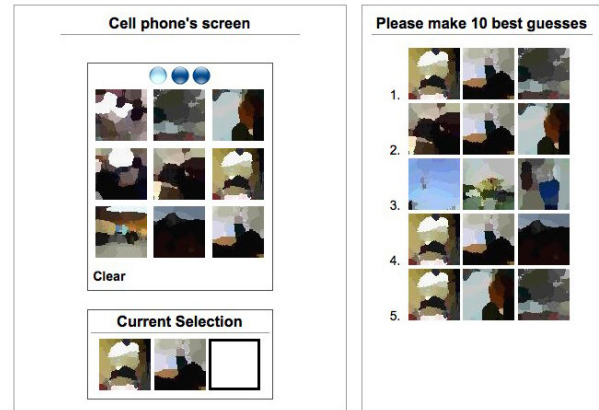 Cell phone's screen
Clear
Current Selection
Please make 10 best guesses
1.
2.
3.
4.
5.